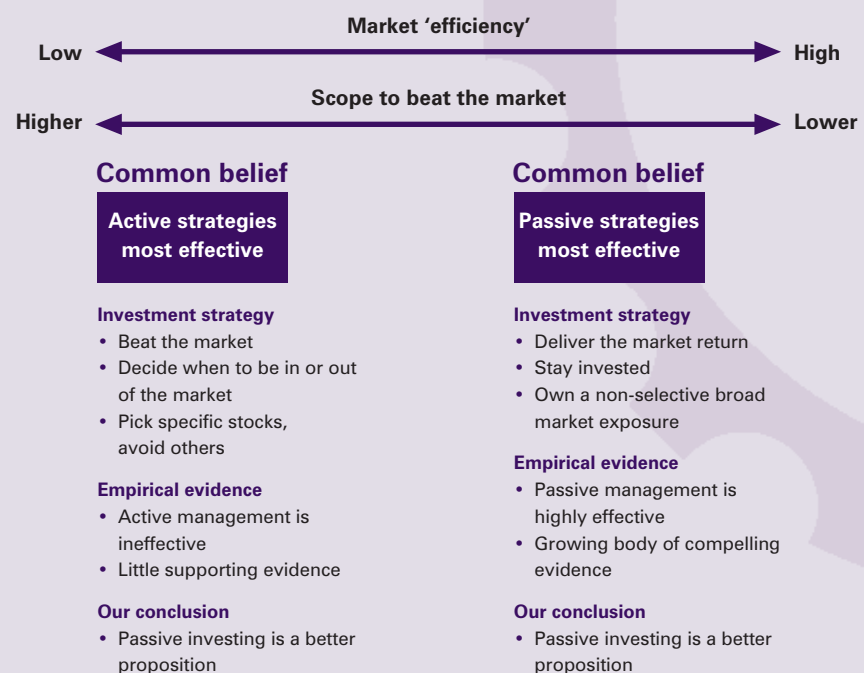 Market ‘efficiency’
Low
High
Scope to beat the market
Higher
Lower
Common belief
Active strategies
most effective
Investment strategy
• Beat the market
• Decide when to be in or out
of the market
• Pick specific stocks,
avoid others
Empirical evidence
• Active management is
ineffective
• Little supporting evidence
Our conclusion
• Passive investing is a better
proposition
Common belief
Passive strategies
most effective
Investment strategy
• Deliver the market return
• Stay invested
• Own a non-selective broad
market exposure
Empirical evidence
• Passive management is
highly effective
• Growing body of compelling
evidence
Our conclusion
• Passive investing is a better
proposition